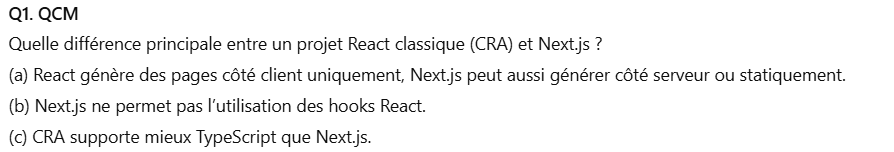 Q1. QCM
Quelle différence principale entre un projet React classique (CRA) et Next.js ?
(a) React génère des pages côté client uniquement, Next.js peut aussi générer côté serveur ou statiquement.
(b) Next.js ne permet pas l’utilisation des hooks React.
(c) CRA supporte mieux TypeScript que Next.js.